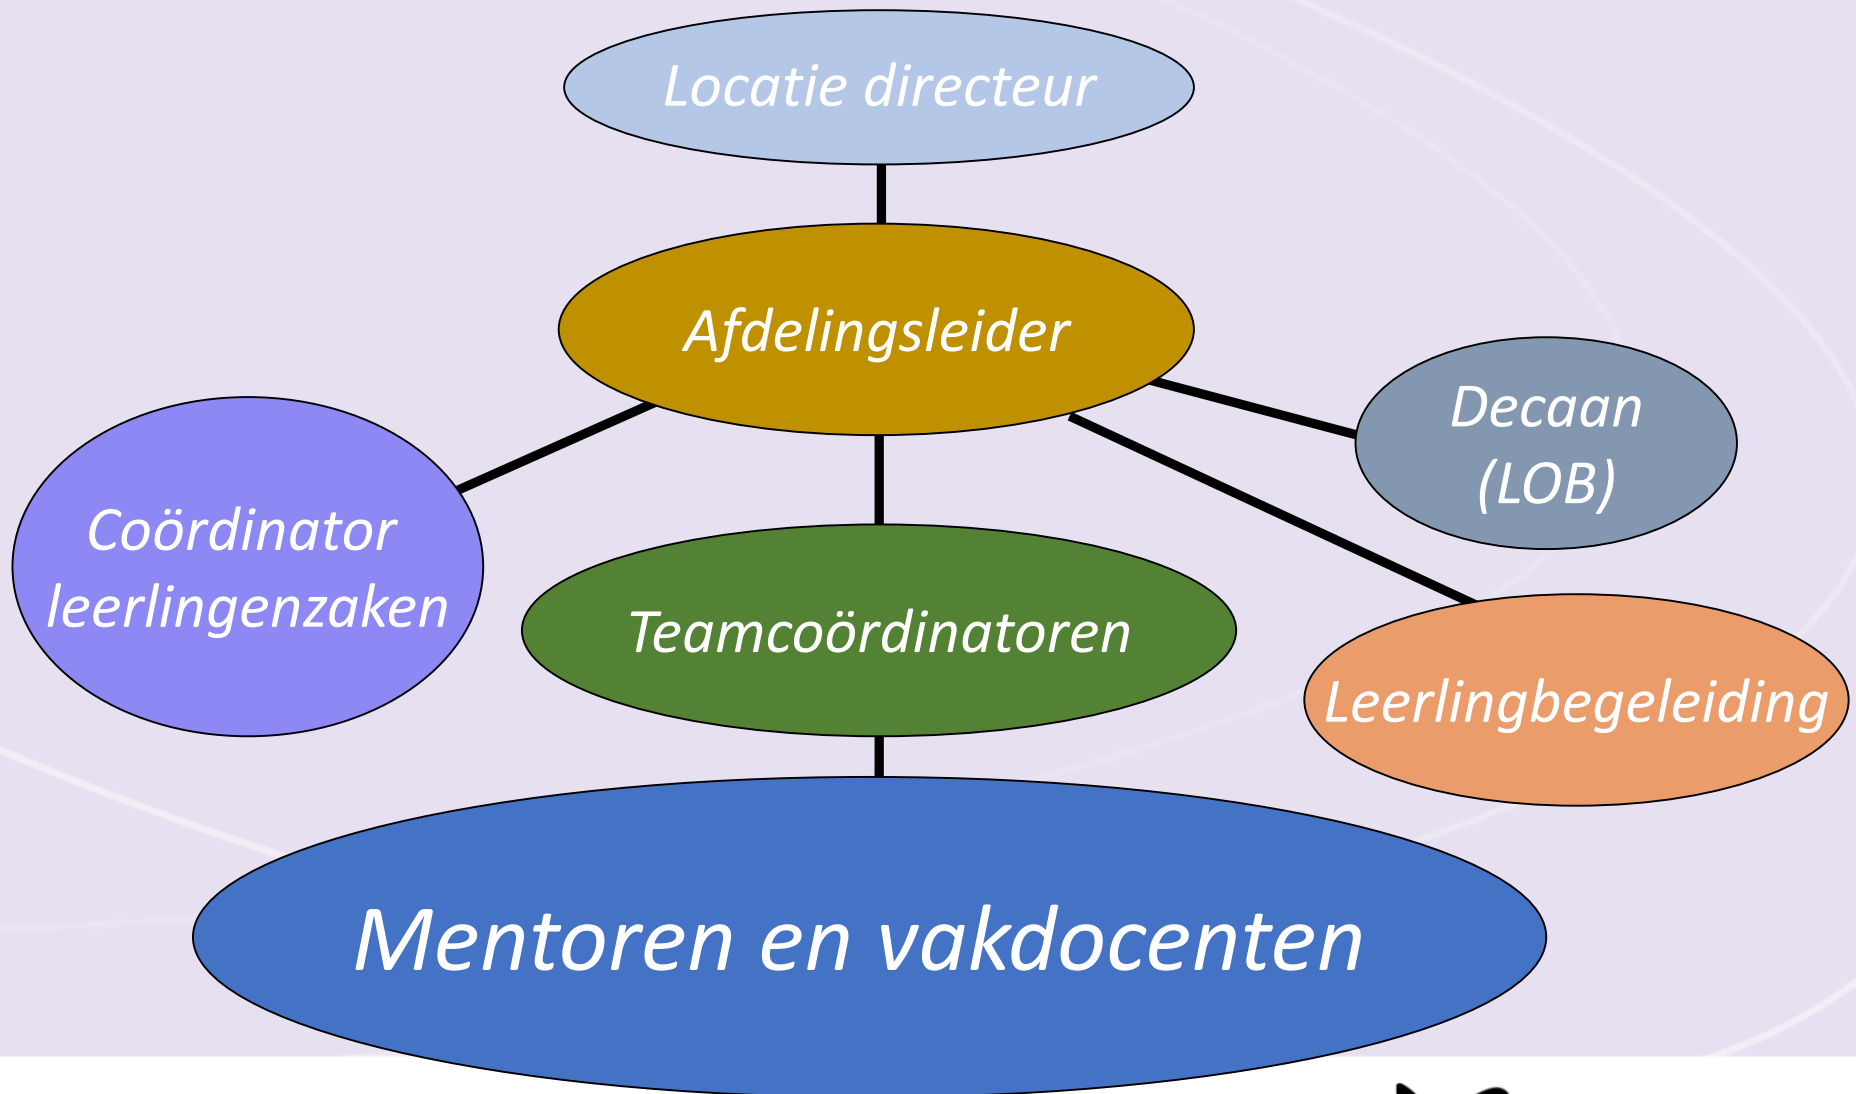 Locatie directeur
Afdelingsleider
Decaan
(LOB)
Coördinator
leerlingenzaken
Teamcoördinatoren
Leerlingbegeleiding
Mentoren en vakdocenten